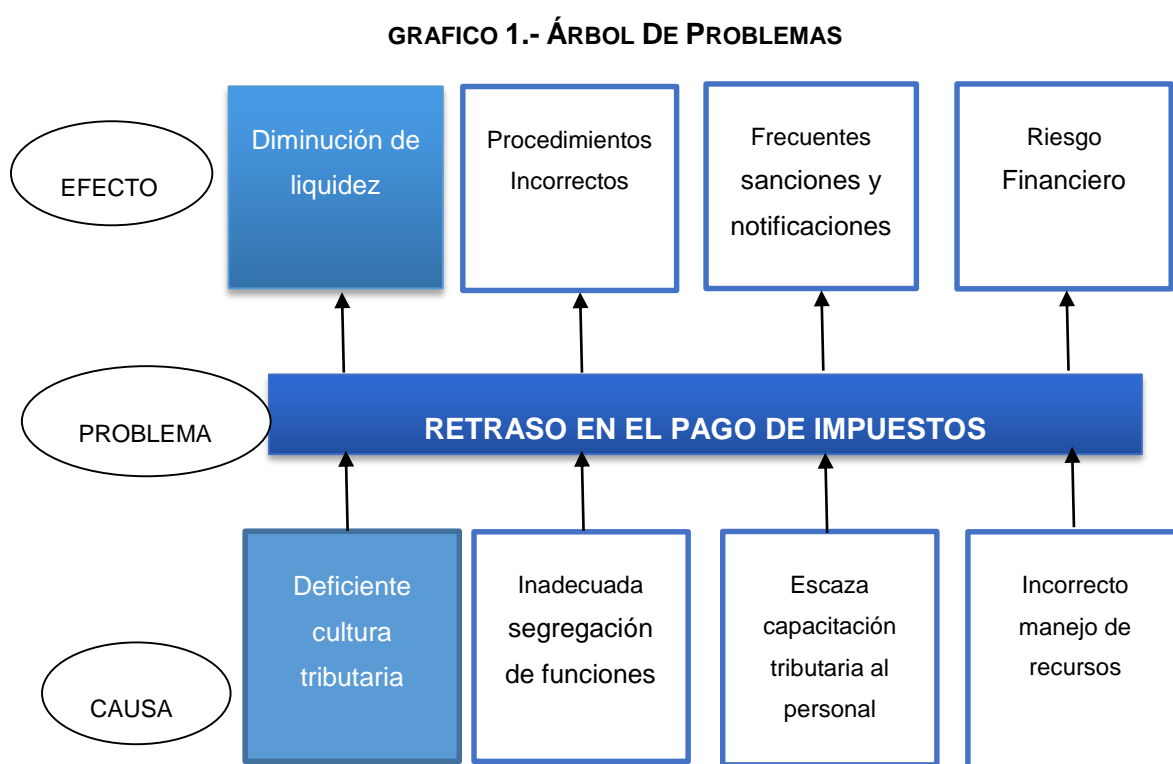 GRAFICO 1.- ÁRBOL DE PROBLEMAS
EFECTO
Diminución de
liquidez
Procedimientos
Incorrectos
Frecuentes
sanciones y
notificaciones
Riesgo
Financiero
PROBLEMA
RETRASO EN EL PAGO DE IMPUESTOS
CAUSA
Deficiente
cultura
tributaria
Inadecuada
segregación
de funciones
Escaza
capacitación
tributaria al
personal
Incorrecto
manejo de
recursos